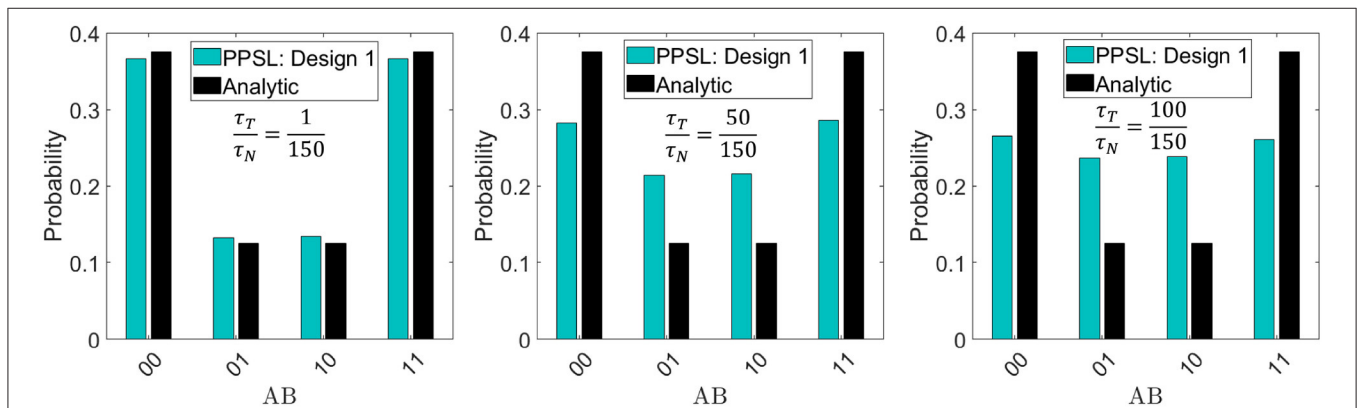 0.4
0.3
0.2
0.1
0
Probability
PPSL: Design 1
Analytic
τ_T/τ_N = 1/150
00
01
10
11
AB
0.4
0.3
0.2
0.1
0
Probability
PPSL: Design 1
Analytic
τ_T/τ_N = 50/150
00
01
10
11
AB
0.4
0.3
0.2
0.1
0
Probability
PPSL: Design 1
Analytic
τ_T/τ_N = 100/150
00
01
10
11
AB